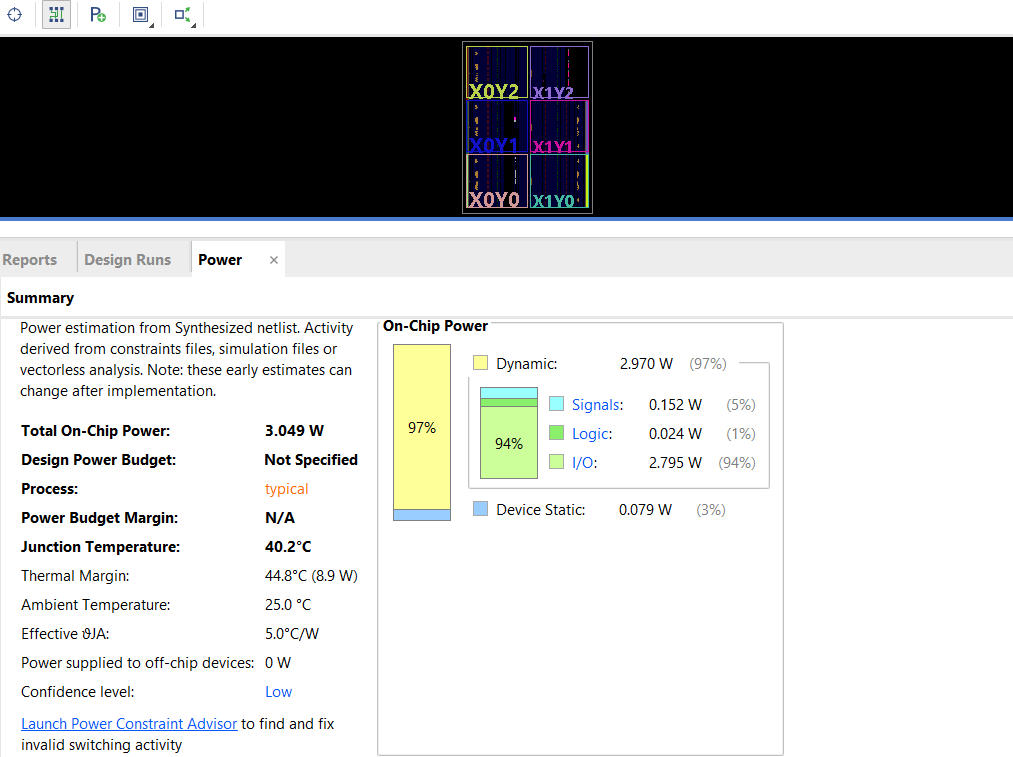 X0Y2
X1Y2
X0Y1
X1Y1
X0Y0
X1Y0
Reports
Design Runs
Power
Summary
Power estimation from Synthesized netlist. Activity
derived from constraints files, simulation files or
vectorless analysis. Note: these early estimates can
change after implementation.
Total On-Chip Power: 3.049 W
Design Power Budget: Not Specified
Process: typical
Power Budget Margin: N/A
Junction Temperature: 40.2°C
Thermal Margin: 44.8°C (8.9 W)
Ambient Temperature: 25.0 °C
Effective ϑJA: 5.0°C/W
Power supplied to off-chip devices: 0 W
Confidence level: Low
Launch Power Constraint Advisor to find and fix
invalid switching activity
On-Chip Power
97%
Dynamic: 2.970 W (97%)
94%
Signals: 0.152 W (5%)
Logic: 0.024 W (1%)
I/O: 2.795 W (94%)
Device Static: 0.079 W (3%)